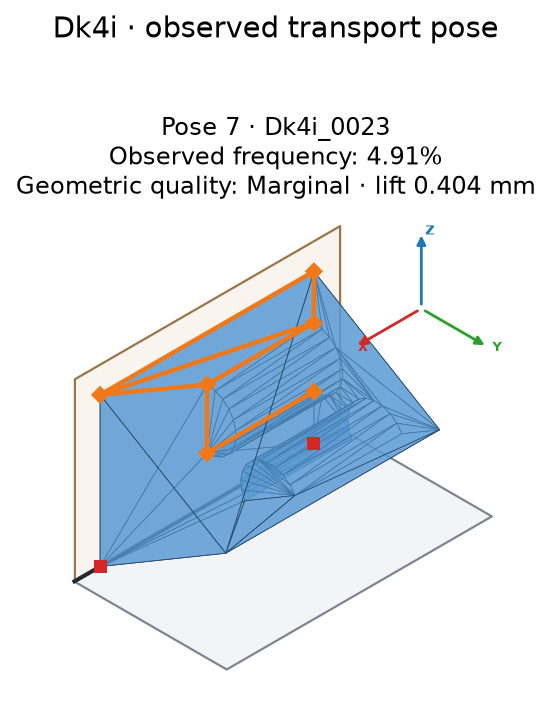 Dk4i · observed transport pose
Pose 7 · Dk4i_0023
Observed frequency: 4.91%
Geometric quality: Marginal · lift 0.404 mm
Z
X
Y